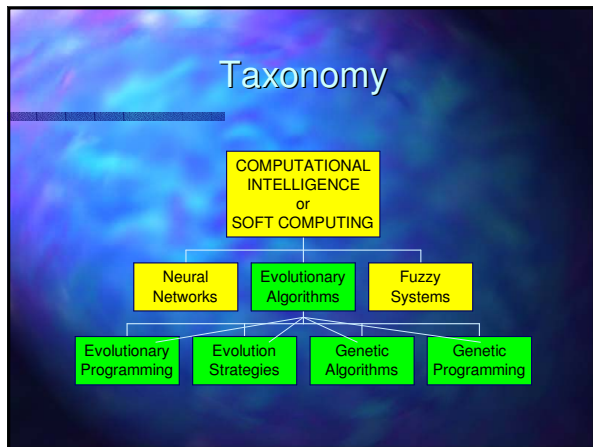 Taxonomy
COMPUTATIONAL
INTELLIGENCE
or
SOFT COMPUTING
Neural
Networks
Evolutionary
Algorithms
Fuzzy
Systems
Evolutionary
Programming
Evolution
Strategies
Genetic
Algorithms
Genetic
Programming